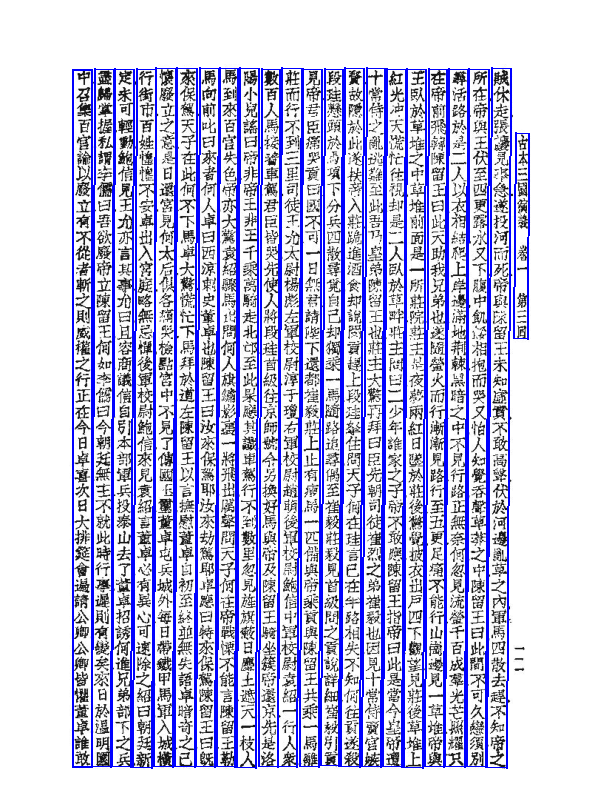 古本三國演義　卷一　第三回
賊休走張讓見事急遂投河而死帝與陳留王未知虛實不敢高聲伏於河邊亂草之內軍馬四散去趕不知帝之
所在帝與王伏至四更露水又下腹中飢餒相抱而哭又怕人知覺吞聲草莽之中陳留王曰此間不可久戀須別
尋活路於是二人以衣相結爬上岸邊滿地荊棘黑暗之中不見行路正無奈何忽見流螢千百成羣光芒照耀只
在帝前飛轉陳留王曰此天助我兄弟也遂隨螢火而行漸漸見路行至五更足痛不能行山岡邊見一草堆帝與
王臥於草堆之中草堆前面是一所莊院莊主是夜夢兩紅日墜於莊後驚覺披衣出戶四下觀望見莊後草堆上
紅光冲天慌忙往視却是二人臥於草畔莊主問曰二少年誰家之子帝不敢應陳留王指帝曰此是當今皇帝遭
十常侍之亂逃難至此吾乃皇弟陳留王也莊主大驚再拜曰臣先朝司徒崔烈之弟崔毅也因見十常侍賣官嫉
賢故隱於此遂扶帝入莊跪進酒食却說閔貢趕上段珪拿住問天子何在珪言已在半路相失不知何往貢遂殺
段珪懸頭於馬項下分兵四散尋覓自己却獨乘一馬隨路追尋偶至崔毅莊毅見首級問之貢說詳細崔毅引貢
見帝君臣痛哭貢曰國不可一日無君請陛下還都崔毅莊上止有瘦馬一匹備與帝乘貢與陳留王共乘一馬離
莊而行不到三里司徒王允太尉楊彪左軍校尉淳于瓊右軍校尉趙萌後軍校尉鮑信中軍校尉袁紹一行人衆
數百人馬接着車駕君臣皆哭先使人將段珪首級往京師號令另換好馬與帝及陳留王騎坐簇帝還京先是洛
陽小兒謠曰帝非帝王非王千乘萬騎走北邙至此果應其讖車駕行不到數里忽見旌旗蔽日塵土遮天一枝人
馬到來百官失色帝亦大驚袁紹驟馬出問何人旗繡影裏一將飛出厲聲問天子何在帝戰慄不能言陳留王勒
馬向前叱曰來者何人卓曰西涼刺史董卓也陳留王曰汝來保駕耶汝來劫駕耶卓應曰特來保駕陳留王曰旣
來保駕天子在此何不下馬卓大驚慌忙下馬拜於道左陳留王以言撫慰董卓自初至終並無失語卓暗奇之已
懷廢立之意是日還宮見何太后俱各痛哭檢點宮中不見了傳國玉璽董卓屯兵城外每日帶鐵甲馬軍入城橫
行街市百姓惶惶不安卓出入宮庭略無忌憚後軍校尉鮑信來見袁紹言董卓必有異心可速除之紹曰朝廷新
定未可輕動鮑信見王允亦言其事允曰且容商議信自引本部軍兵投泰山去了董卓招誘何進兄弟部下之兵
盡歸掌握私謂李儒曰吾欲廢帝立陳留王何如李儒曰今朝廷無主不就此時行事遲則有變矣來日於溫明園
中召集百官諭以廢立有不從者斬之則威權之行正在今日卓喜次日大排筵會遍請公卿公卿皆懼董卓誰敢